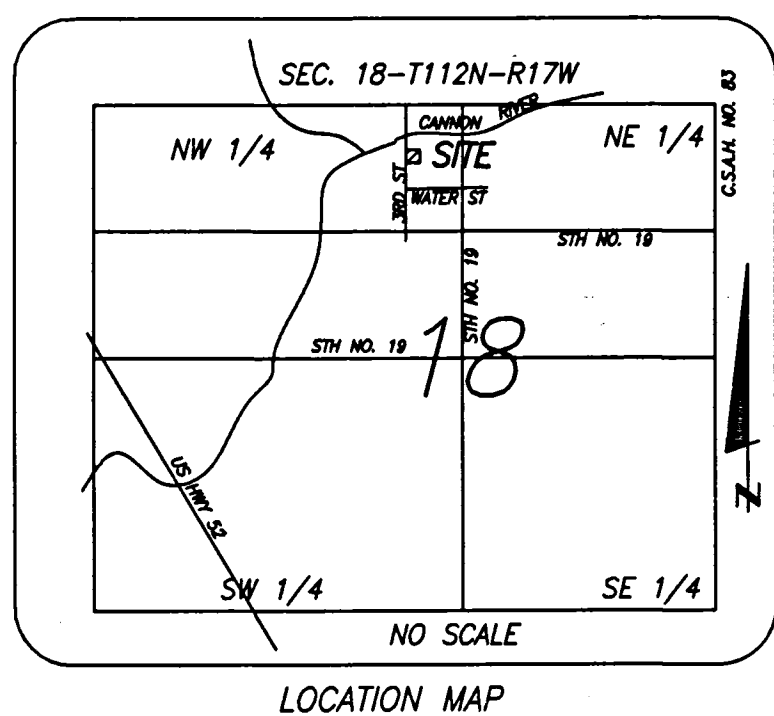 SEC. 18-T112N-R17W
C.S.A.H. NO. 83
NW 1/4
CANNON
RIVER
NE 1/4
SITE
3RD ST
WATER ST
STH NO. 19
STH NO. 19
STH NO. 19
18
US HWY 52
SW 1/4
SE 1/4
NO SCALE
N
LOCATION MAP